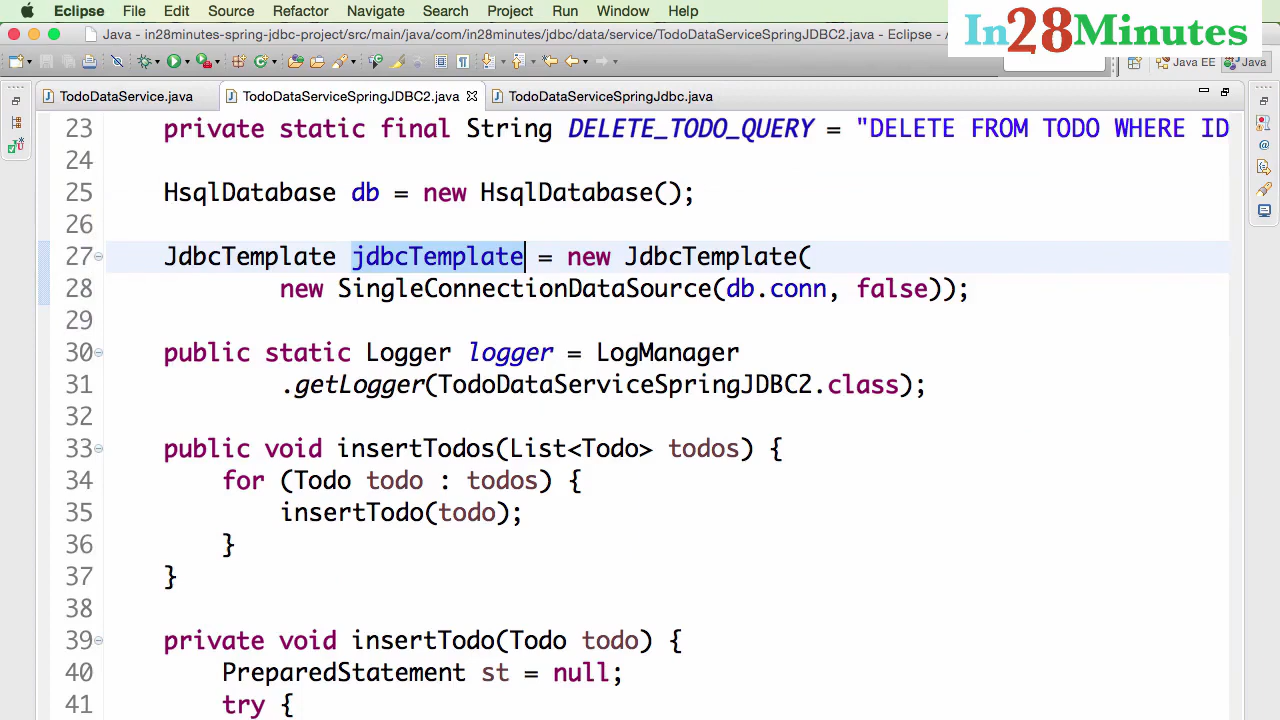 Eclipse File Edit Source Refactor Navigate Search Project Run Window Help
In28Minutes
Java - in28minutes-spring-jdbc/project/src/main/java/com/in28minutes/jdbc/data/service/TodoDataServiceSpringJDBC2.java - Eclipse -
Java EE Java
TodoDataService.java TodoDataServiceSpringJDBC2.java TodoDataServiceSpringJdbc.java
23 private static final String DELETE_TODO_QUERY = "DELETE FROM TODO WHERE ID
24
25 HsqlDatabase db = new HsqlDatabase();
26
27 JdbcTemplate jdbcTemplate = new JdbcTemplate(
28 new SingleConnectionDataSource(db.conn, false));
29
30 public static Logger logger = LogManager
31 .getLogger(TodoDataServiceSpringJDBC2.class);
32
33 public void insertTodos(List<Todo> todos) {
34 for (Todo todo : todos) {
35 insertTodo(todo);
36 }
37 }
38
39 private void insertTodo(Todo todo) {
40 PreparedStatement st = null;
41 try {